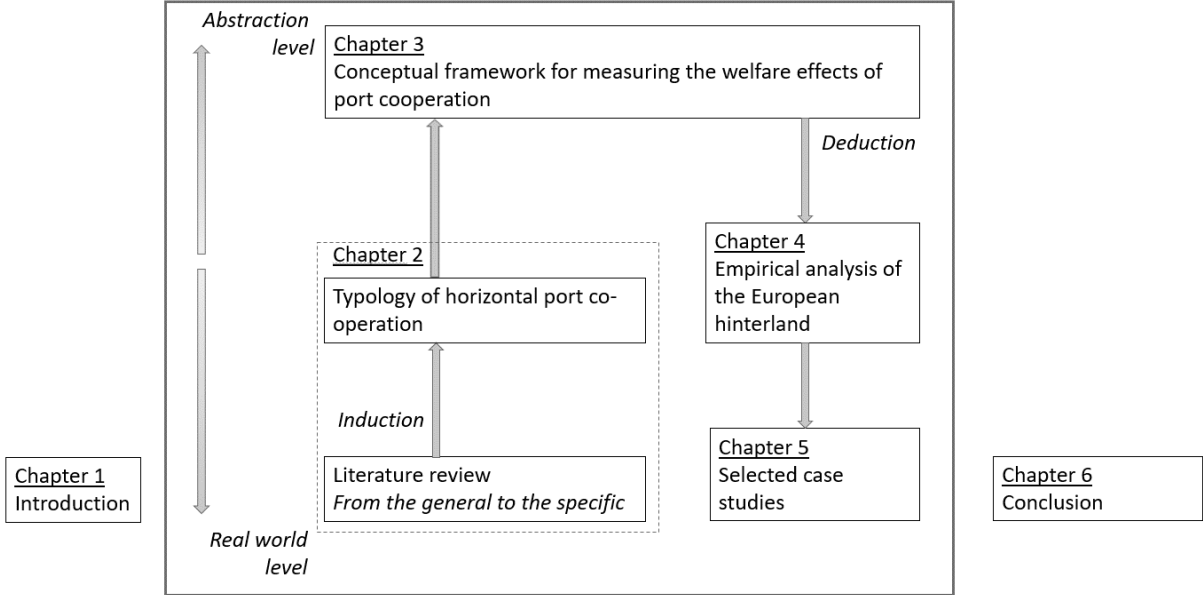 Abstraction
level
Chapter 3
Conceptual framework for measuring the welfare effects of
port cooperation
Deduction
Chapter 2
Typology of horizontal port co-
operation
Chapter 4
Empirical analysis of
the European
hinterland
Induction
Literature review
From the general to the specific
Chapter 5
Selected case
studies
Chapter 1
Introduction
Chapter 6
Conclusion
Real world
level